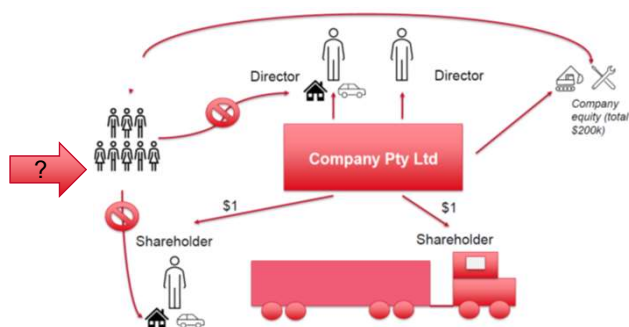 Director
Director
Company
equity (total
$200k)
?
Company Pty Ltd
$1
$1
Shareholder
Shareholder